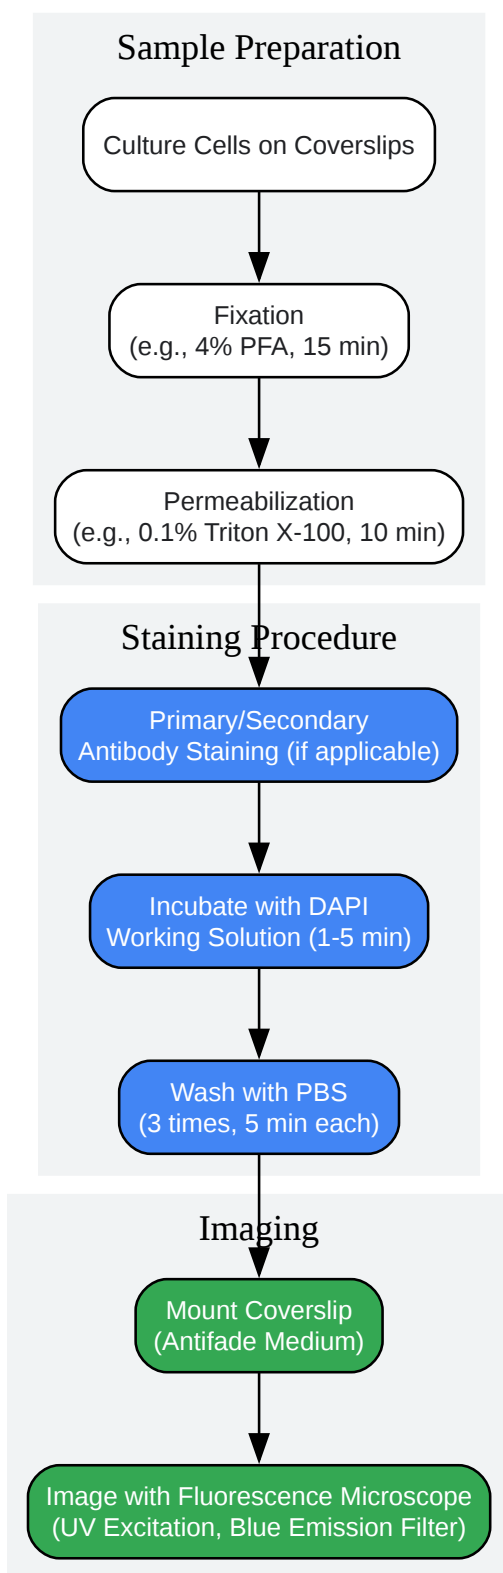 Sample Preparation
Culture Cells on Coverslips
Fixation
(e.g., 4% PFA, 15 min)
Permeabilization
(e.g., 0.1% Triton X-100, 10 min)
Staining Procedure
Primary/Secondary
Antibody Staining (if applicable)
Incubate with DAPI
Working Solution (1-5 min)
Wash with PBS
(3 times, 5 min each)
Imaging
Mount Coverslip
(Antifade Medium)
Image with Fluorescence Microscope
(UV Excitation, Blue Emission Filter)